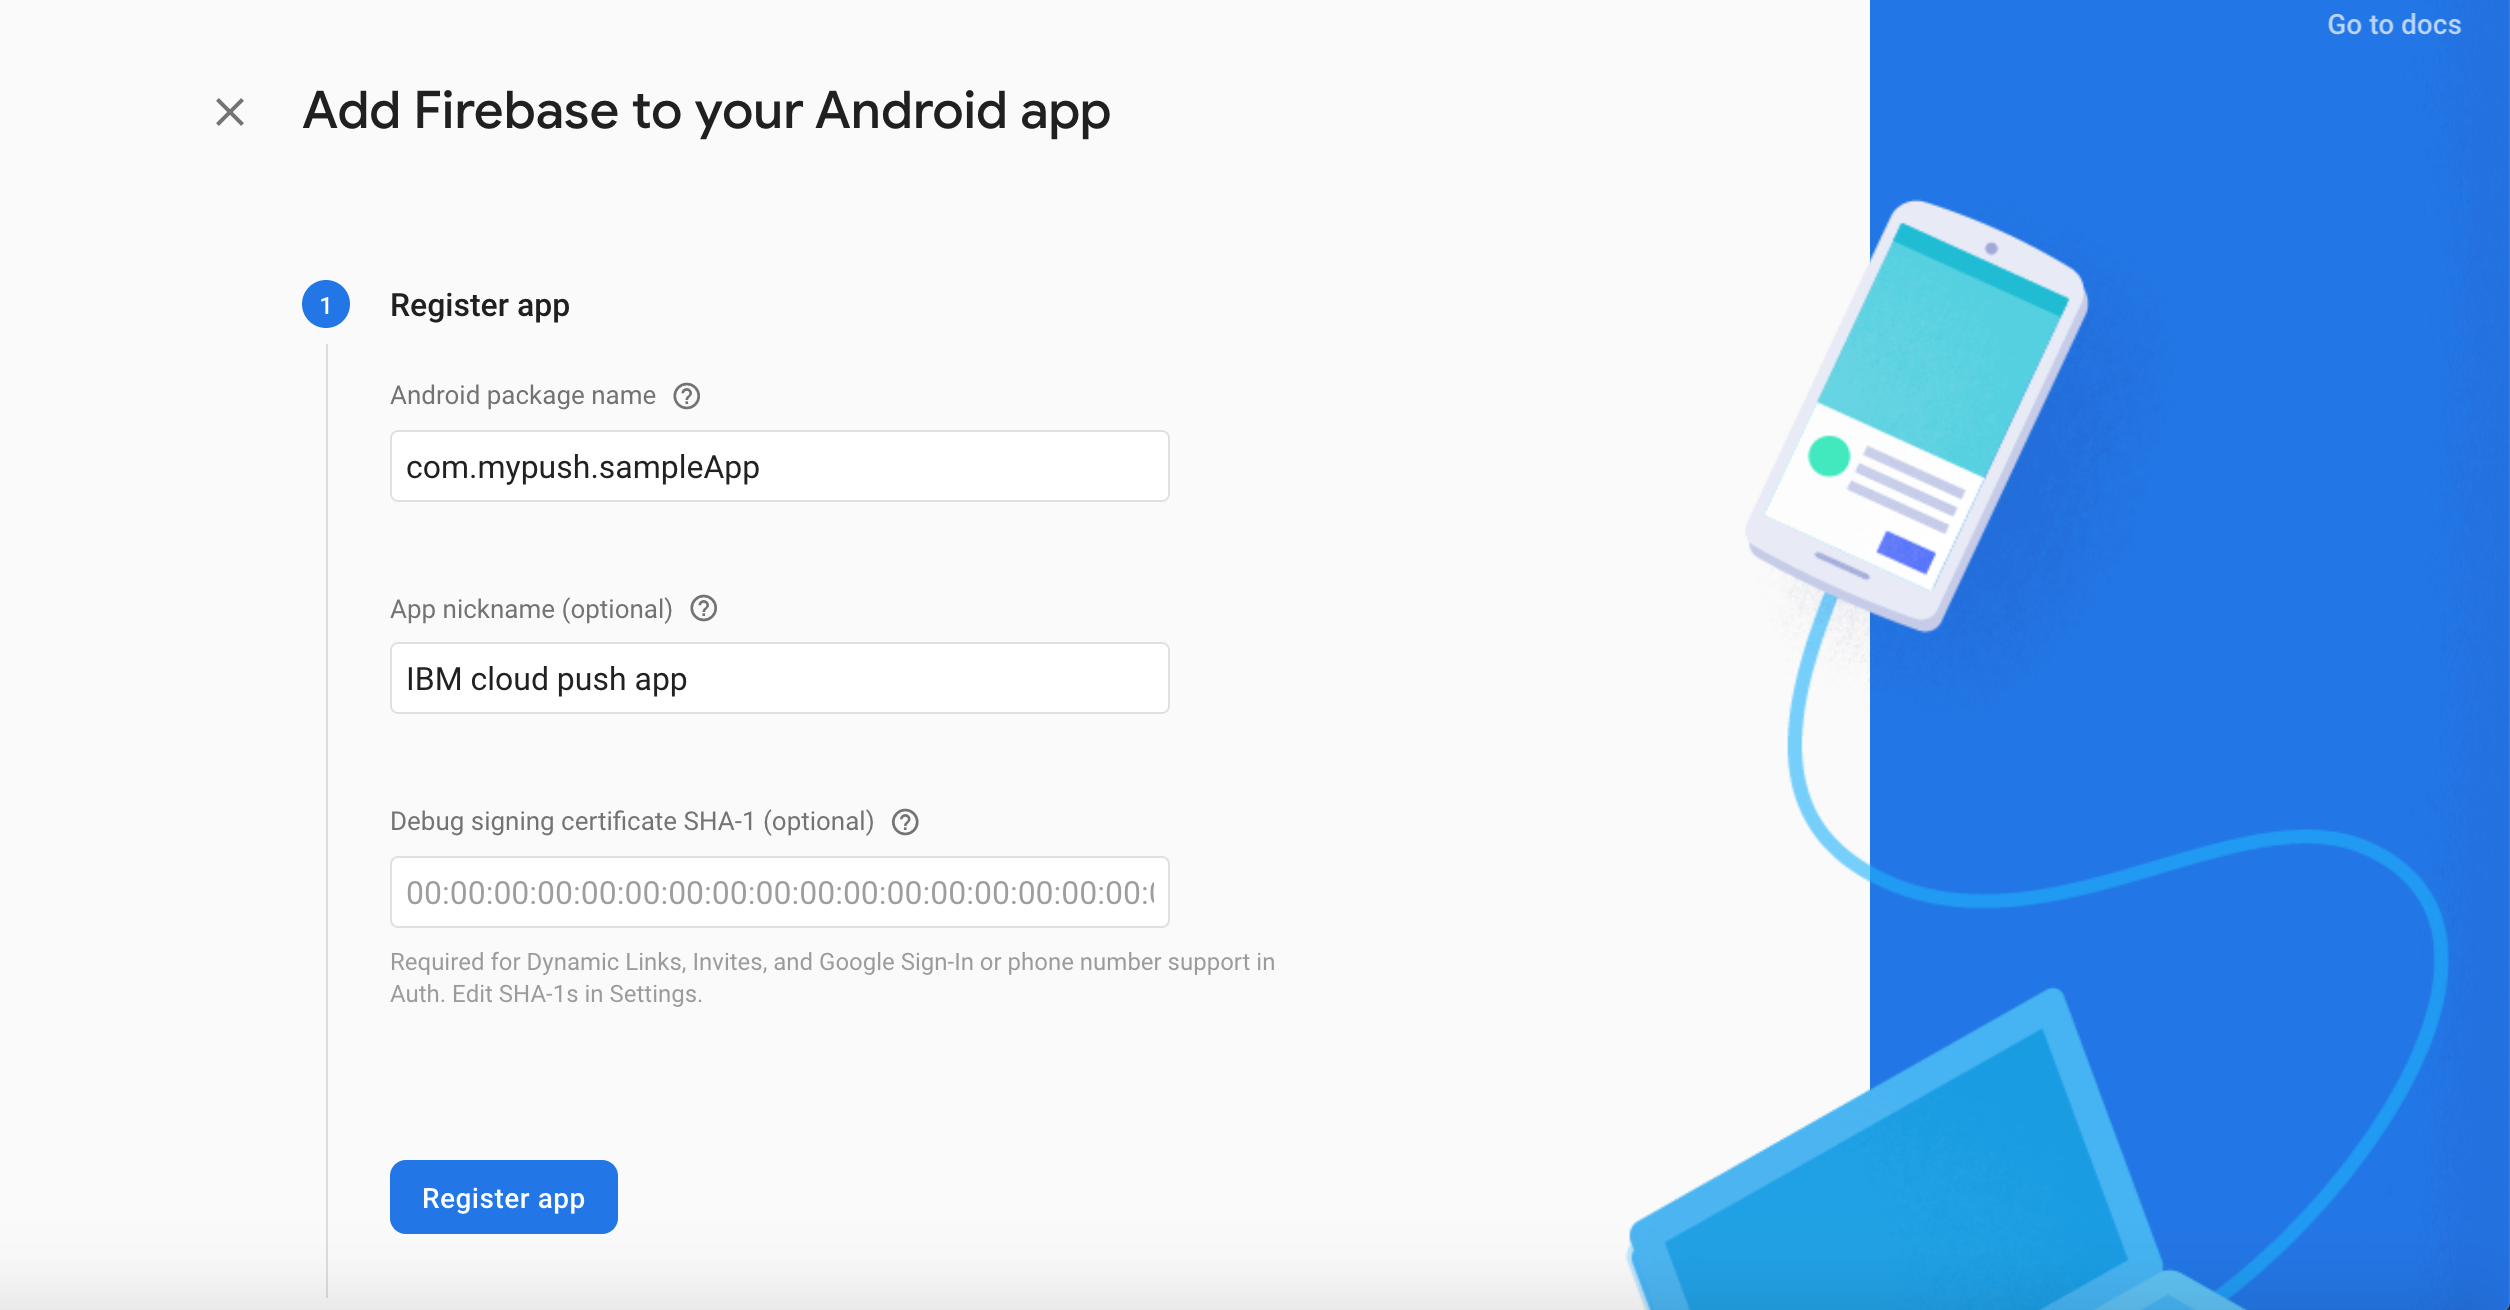 Go to docs
Add Firebase to your Android app
1 Register app
Android package name
com.mypush.sampleApp
App nickname (optional)
IBM cloud push app
Debug signing certificate SHA-1 (optional)
00:00:00:00:00:00:00:00:00:00:00:00:00:00:00:00:00:0
Required for Dynamic Links, Invites, and Google Sign-In or phone number support in
Auth. Edit SHA-1s in Settings.
Register app